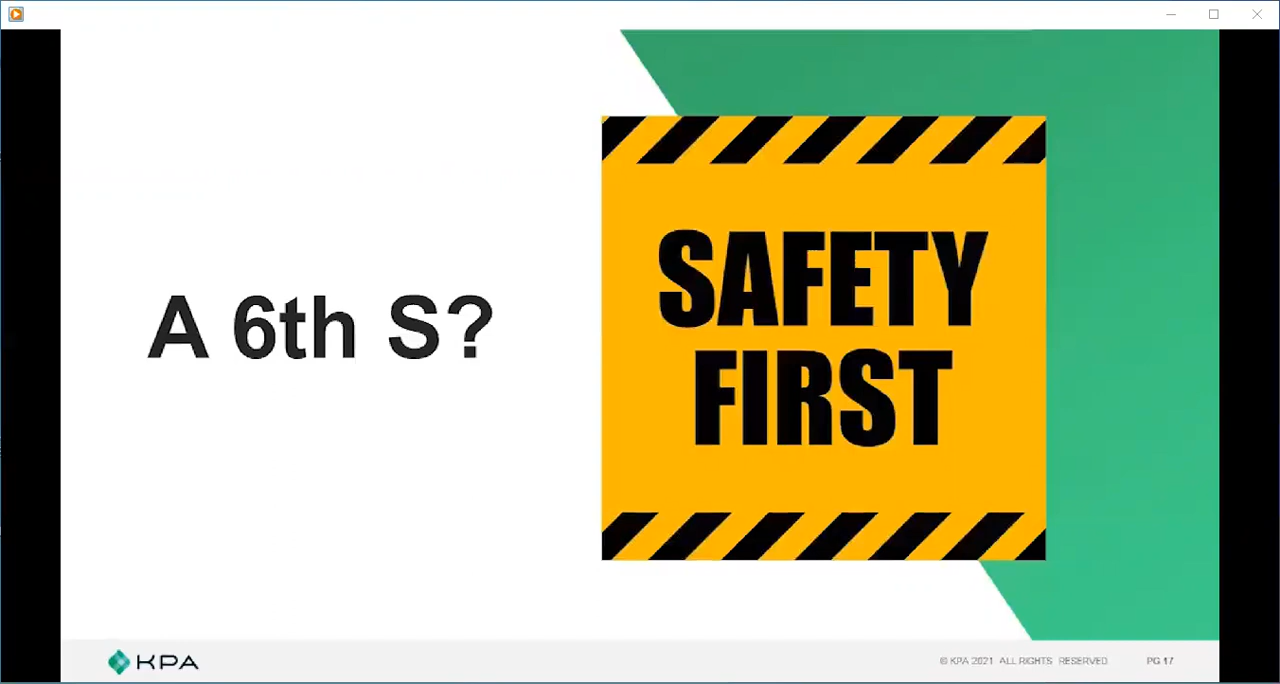 A 6th S?
SAFETY
FIRST
KPA
© KPA 2021 ALL RIGHTS RESERVED
PG 17